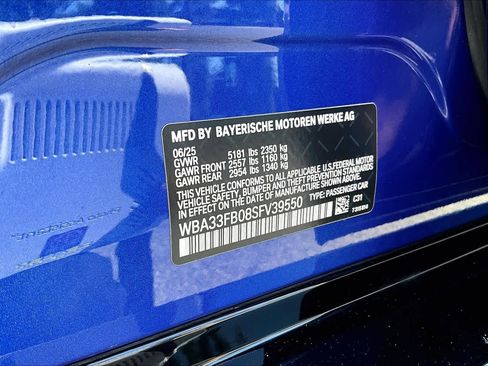 MFD BY BAYERISCHE MOTOREN WERKE AG
06/25
GVWR 5181 lbs 2350 kg
GAWR FRONT 2557 lbs 1160 kg
GAWR REAR 2954 lbs 1340 kg
THIS VEHICLE CONFORMS TO ALL APPLICABLE U.S. FEDERAL MOTOR
VEHICLE SAFETY, BUMPER, AND THEFT PREVENTION STANDARDS
IN EFFECT ON THE DATE OF MANUFACTURE SHOWN ABOVE.
TYPE: PASSENGER CAR
WBA33FB08SFV39550
C31